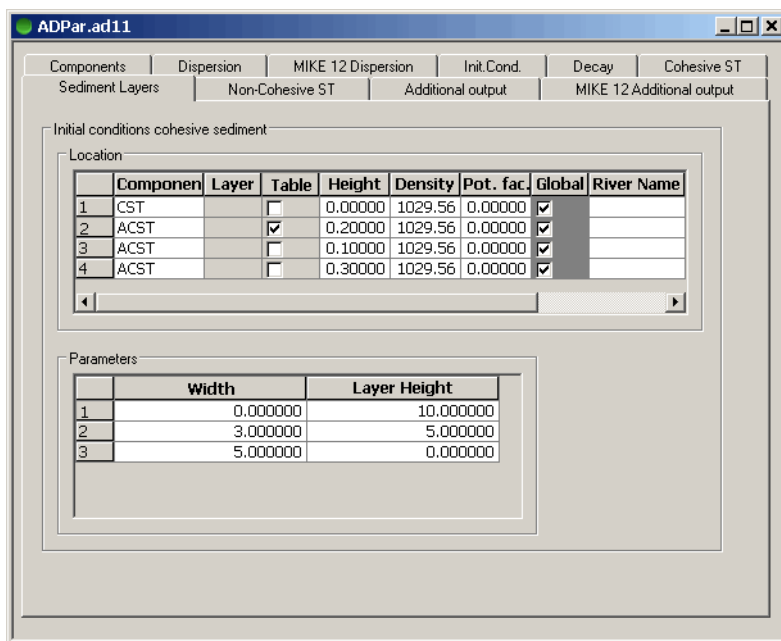 ADPar.ad11
Components Dispersion MIKE 12 Dispersion Init.Cond. Decay Cohesive ST
Sediment Layers Non-Cohesive ST Additional output MIKE 12 Additional output
Initial conditions cohesive sediment
Location
Componen Layer Table Height Density Pot. fac. Global River Name
1 CST 0.00000 1029.56 0.00000
2 ACST 0.20000 1029.56 0.00000
3 ACST 0.10000 1029.56 0.00000
4 ACST 0.30000 1029.56 0.00000
Parameters
Width Layer Height
1 0.000000 10.000000
2 3.000000 5.000000
3 5.000000 0.000000